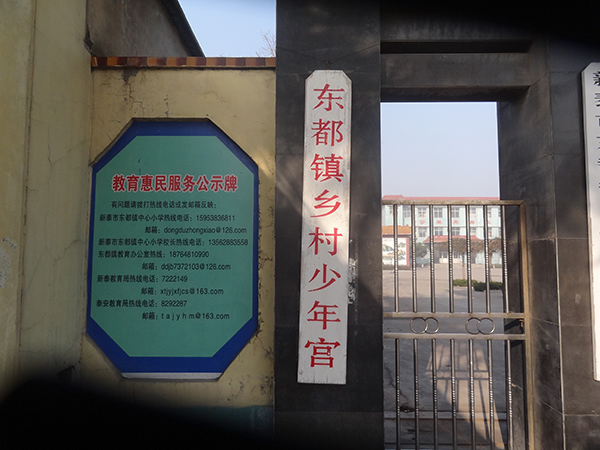 教育惠民服务公示牌
有问题请拨打热线电话或发邮箱反映:
新泰市东都镇中心小学热线电话: 15953836811
邮箱: dongduzhongxiao@126.com
新泰市东都镇中心小学校长热线电话: 13562883558
东都镇教育办公室热线: 18764810990
邮箱: ddjb7372103@126.com
新泰教育局热线电话: 7222149
邮箱: xtjyjxfjcs@163.com
泰安教育局热线电话: 8292287
邮箱: tajyhm@163.com
东都镇乡村少年宫
新泰市东都